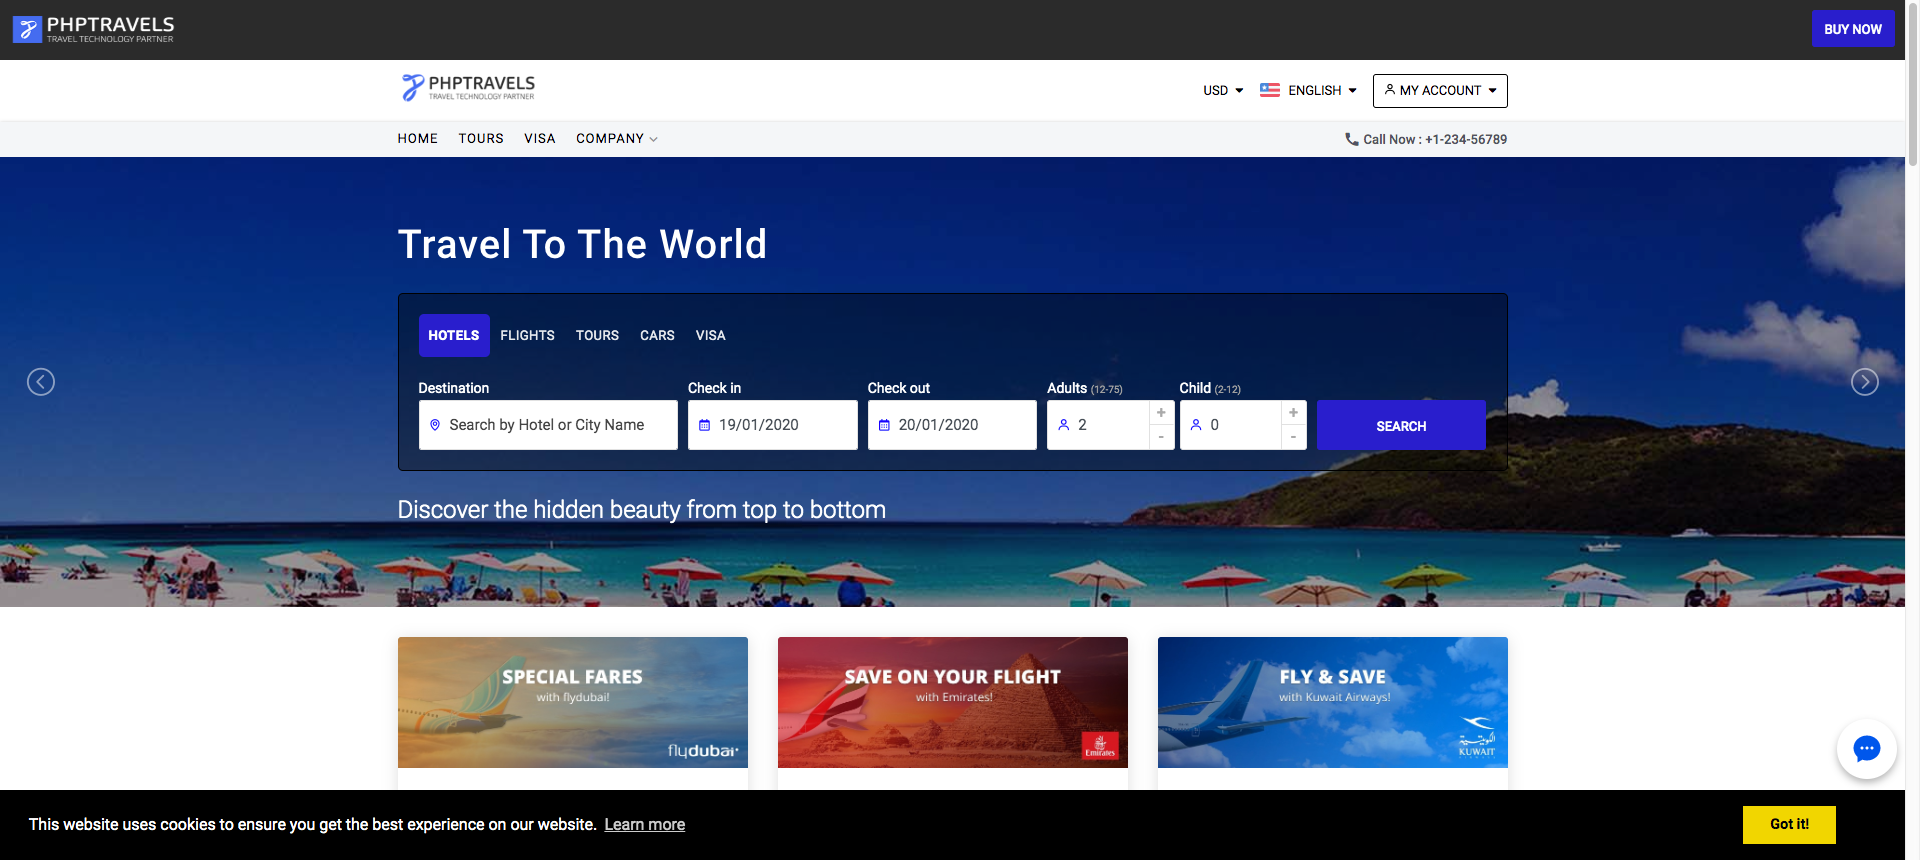 PHPTRAVELS
TRAVEL TECHNOLOGY PARTNER
BUY NOW
PHPTRAVELS
TRAVEL TECHNOLOGY PARTNER
USD
ENGLISH
MY ACCOUNT
HOME TOURS VISA COMPANY
Call Now : +1-234-56789
Travel To The World
HOTELS FLIGHTS TOURS CARS VISA
Destination Check in Check out Adults (12-75) Child (2-12)
Search by Hotel or City Name 19/01/2020 20/01/2020 2 + - 0 + - SEARCH
Discover the hidden beauty from top to bottom
SPECIAL FARES
with flydubai!
flydubai
SAVE ON YOUR FLIGHT
with Emirates!
Emirates
FLY & SAVE
with Kuwait Airways!
الكويتية
KUWAIT
AIRWAYS
This website uses cookies to ensure you get the best experience on our website. Learn more
Got it!